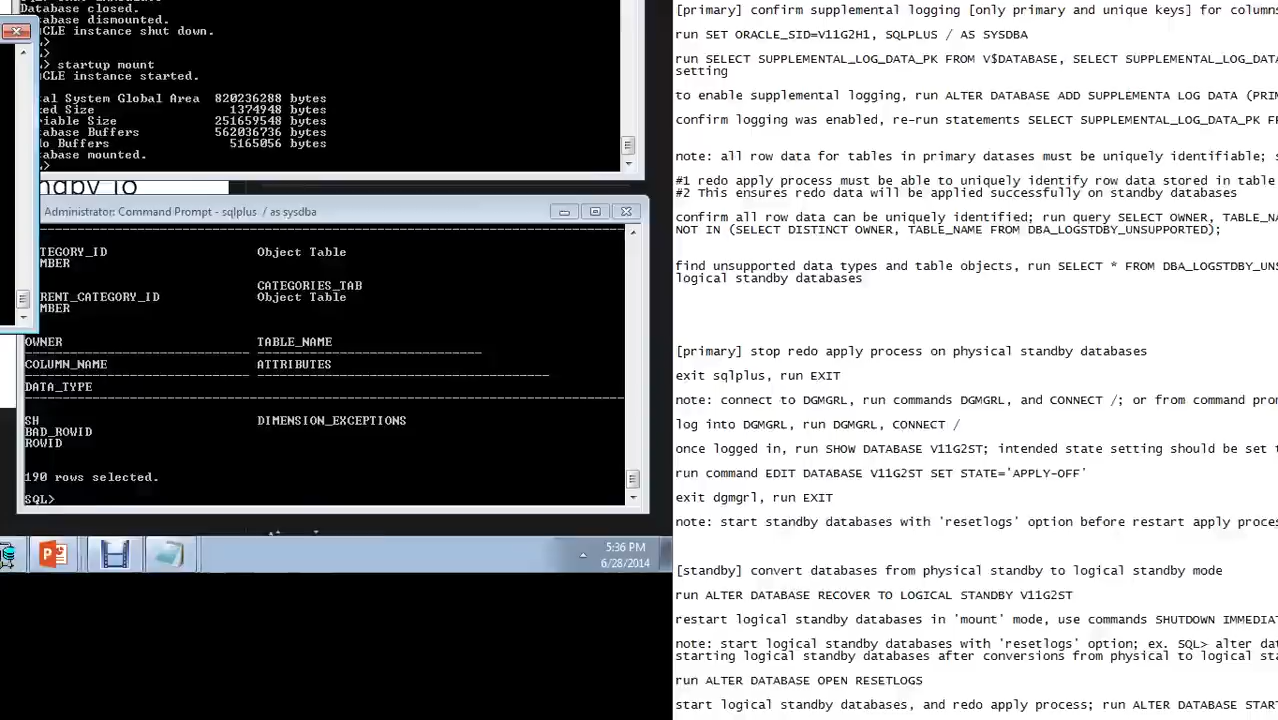 Database closed.
Database dismounted.
CLE instance shut down.
startup mount
CLE instance started.
al System Global Area 820236288 bytes
ed Size 1374948 bytes
riable Size 251659548 bytes
tabase Buffers 562036736 bytes
do Buffers 5165056 bytes
tabase mounted.
ndby To
Administrator: Command Prompt - sqlplus / as sysdba
TEGORY_ID Object Table
MBER
CATEGORIES_TAB
RENT_CATEGORY_ID Object Table
MBER
OWNER TABLE_NAME
COLUMN_NAME ATTRIBUTES
DATA_TYPE
SH DIMENSION_EXCEPTIONS
BAD_ROWID
ROWID
190 rows selected.
SQL>
5:36 PM
6/28/2014
[primary] confirm supplemental logging [only primary and unique keys] for columns
run SET ORACLE_SID=V11G2H1, SQLPLUS / AS SYSDBA
run SELECT SUPPLEMENTAL_LOG_DATA_PK FROM V$DATABASE, SELECT SUPPLEMENTAL_LOG_DATA
setting
to enable supplemental logging, run ALTER DATABASE ADD SUPPLEMENTA LOG DATA (PRIM
confirm logging was enabled, re-run statements SELECT SUPPLEMENTAL_LOG_DATA_PK FR
note: all row data for tables in primary datases must be uniquely identifiable; s
#1 redo apply process must be able to uniquely identify row data stored in table
#2 This ensures redo data will be applied successfully on standby databases
confirm all row data can be uniquely identified; run query SELECT OWNER, TABLE_NA
NOT IN (SELECT DISTINCT OWNER, TABLE_NAME FROM DBA_LOGSTDBY_UNSUPPORTED);
find unsupported data types and table objects, run SELECT * FROM DBA_LOGSTDBY_UNS
logical standby databases
[primary] stop redo apply process on physical standby databases
exit sqlplus, run EXIT
note: connect to DGMGRL, run commands DGMGRL, and CONNECT /; or from command prom
log into DGMGRL, run DGMGRL, CONNECT /
once logged in, run SHOW DATABASE V11G2ST; intended state setting should be set t
run command EDIT DATABASE V11G2ST SET STATE='APPLY-OFF'
exit dgmgrl, run EXIT
note: start standby databases with 'resetlogs' option before restart apply proces
[standby] convert databases from physical standby to logical standby mode
run ALTER DATABASE RECOVER TO LOGICAL STANDBY V11G2ST
restart logical standby databases in 'mount' mode, use commands SHUTDOWN IMMEDIAT
note: start logical standby databases with 'resetlogs' option; ex. SQL> alter dat
starting logical standby databases after conversions from physical to logical sta
run ALTER DATABASE OPEN RESETLOGS
start logical standby databases, and redo apply process; run ALTER DATABASE START